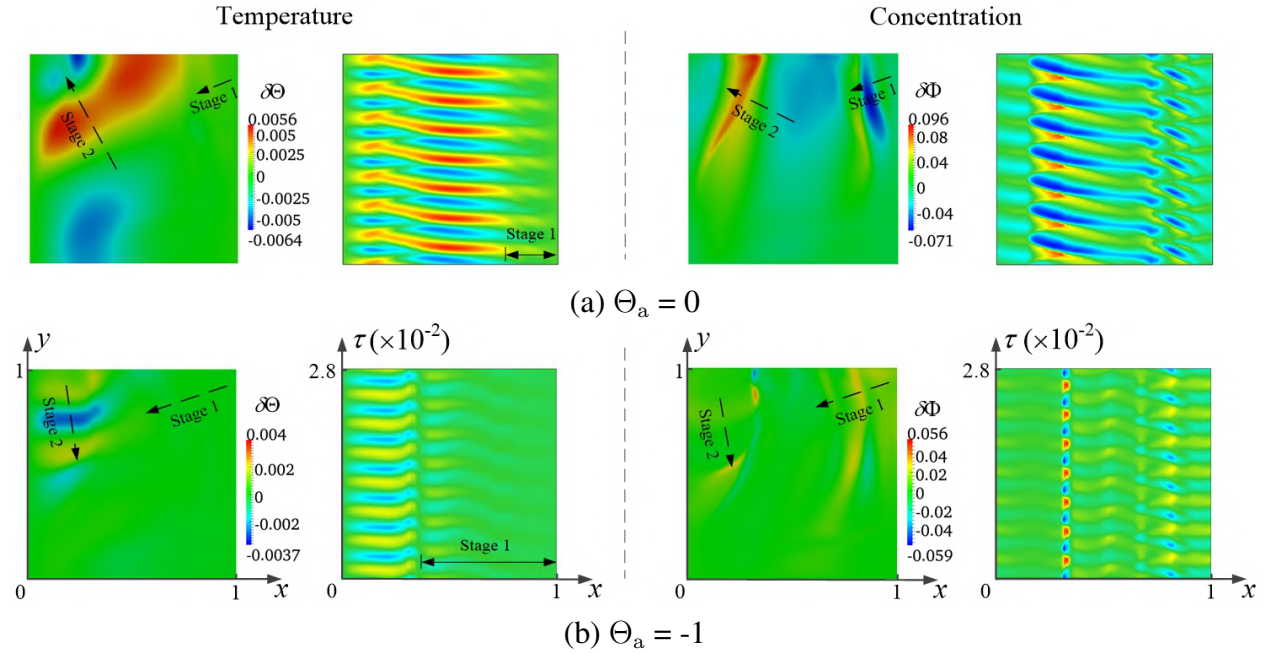 Temperature
Concentration
Stage 1
Stage 2
δΘ
0.0056
0.005
0.0025
0
-0.0025
-0.005
-0.0064
Stage 1
Stage 1
Stage 2
δΦ
0.096
0.08
0.04
0
-0.04
-0.071
(a) Θa = 0
y
1
Stage 1
Stage 2
0
1
x
δΘ
0.004
0.002
0
-0.002
-0.0037
τ (×10-2)
2.8
Stage 1
0
1
x
y
1
Stage 1
Stage 2
0
1
x
δΦ
0.056
0.04
0.02
0
-0.02
-0.04
-0.059
τ (×10-2)
2.8
0
1
x
(b) Θa = -1